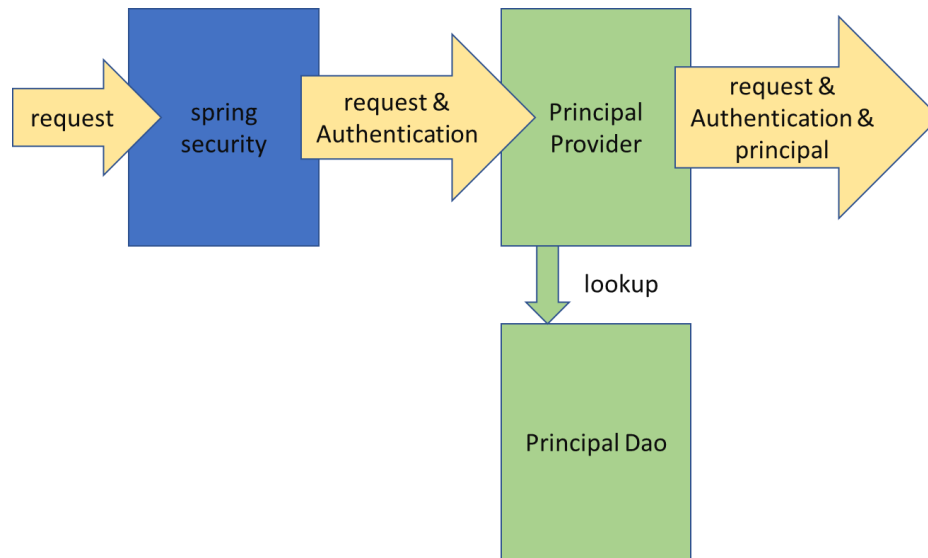 request
spring
security
request &
Authentication
Principal
Provider
request &
Authentication &
principal
lookup
Principal Dao